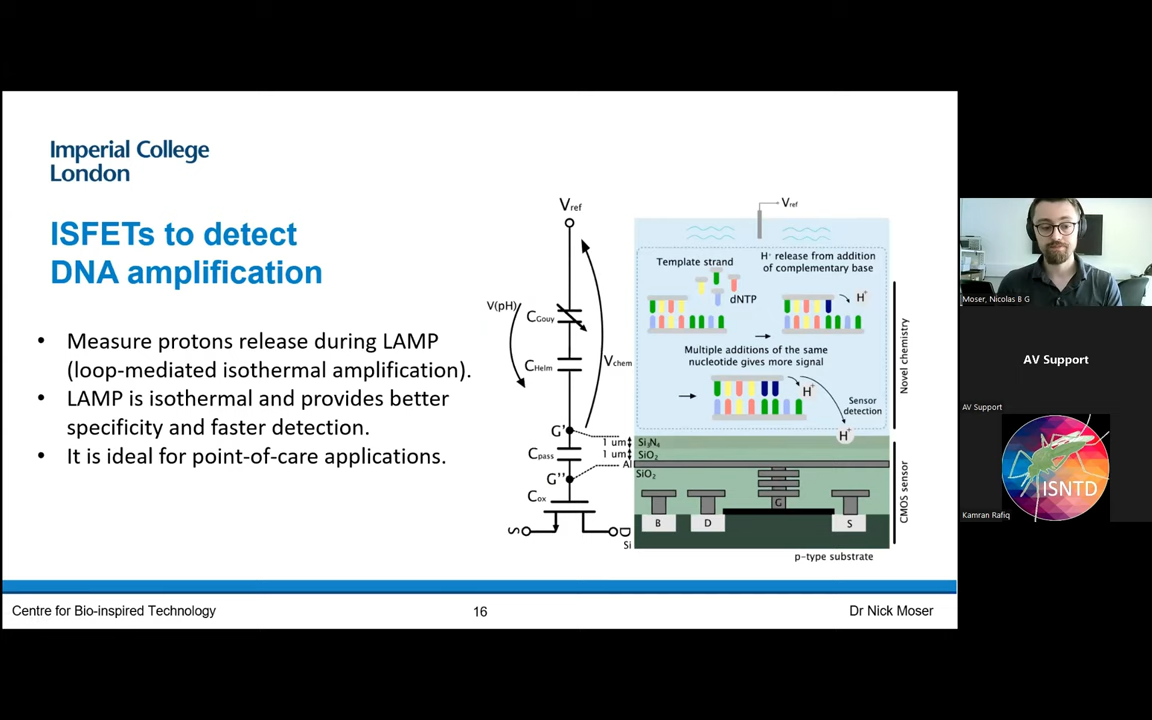 Imperial College
London
ISFETs to detect
DNA amplification
• Measure protons release during LAMP
(loop-mediated isothermal amplification).
• LAMP is isothermal and provides better
specificity and faster detection.
• It is ideal for point-of-care applications.
Vref
V(pH)
CGouy
CHelm
Vchem
G'
Cpass
G''
Cox
S
D
1 um
Si3N4
1 um
SiO2
Al
SiO2
Si
Vref
Template strand
H+ release from addition
of complementary base
dNTP
H+
Multiple additions of the same
nucleotide gives more signal
H+
Sensor
detection
H+
Novel chemistry
CMOS sensor
G
B
D
S
p-type substrate
Centre for Bio-inspired Technology
16
Dr Nick Moser
Moser, Nicolas B G
AV Support
AV Support
ISNTD
Kamran Rafiq